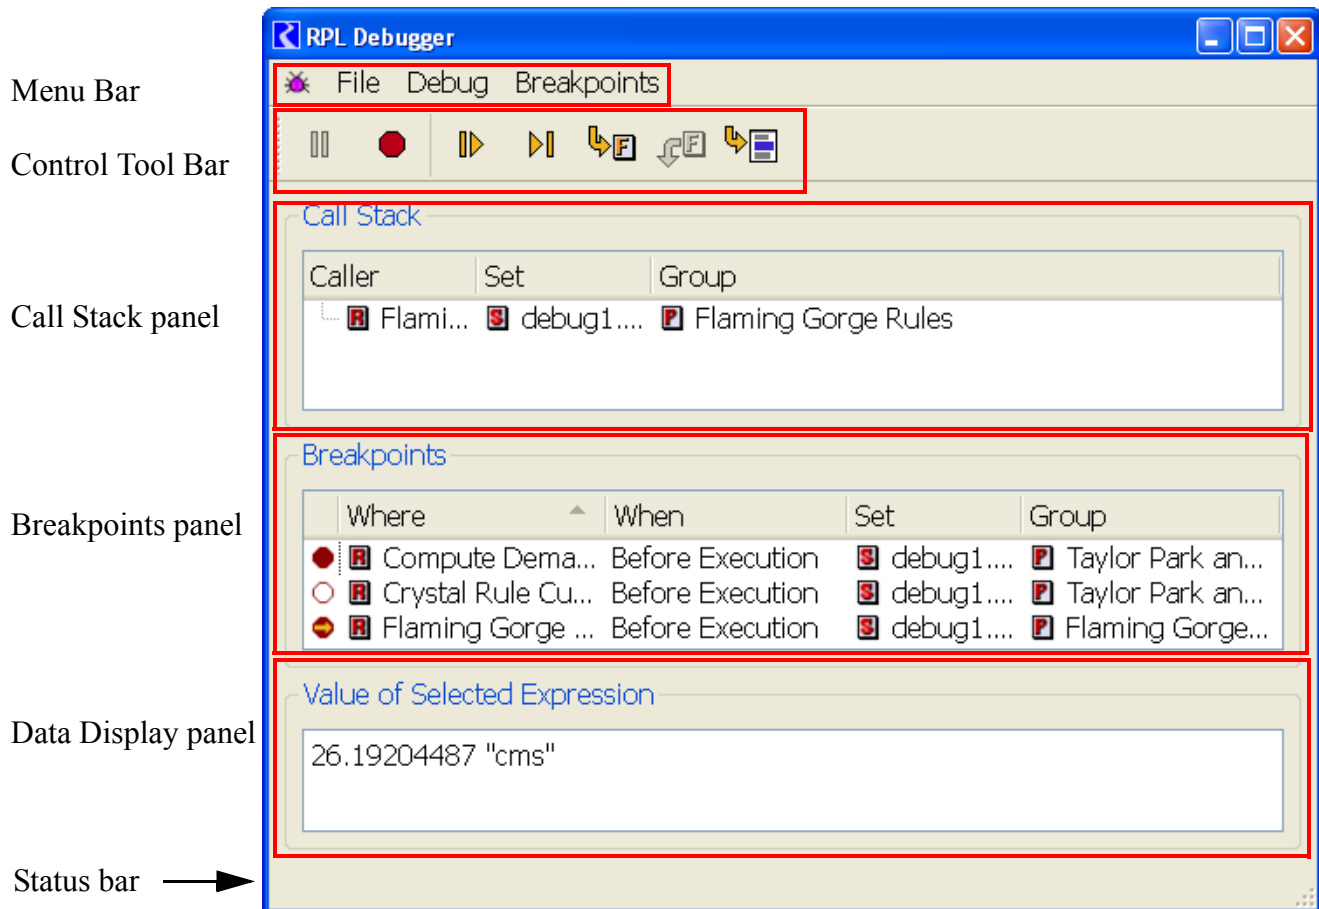 RPL Debugger
Menu Bar
File Debug Breakpoints
Control Tool Bar
F F
Call Stack
Caller Set Group
Call Stack panel
R Flami... S debug1.... P Flaming Gorge Rules
Breakpoints
Where When Set Group
Breakpoints panel
R Compute Dema... Before Execution S debug1.... P Taylor Park an...
R Crystal Rule Cu... Before Execution S debug1.... P Taylor Park an...
R Flaming Gorge ... Before Execution S debug1.... P Flaming Gorge...
Value of Selected Expression
Data Display panel
26.19204487 "cms"
Status bar